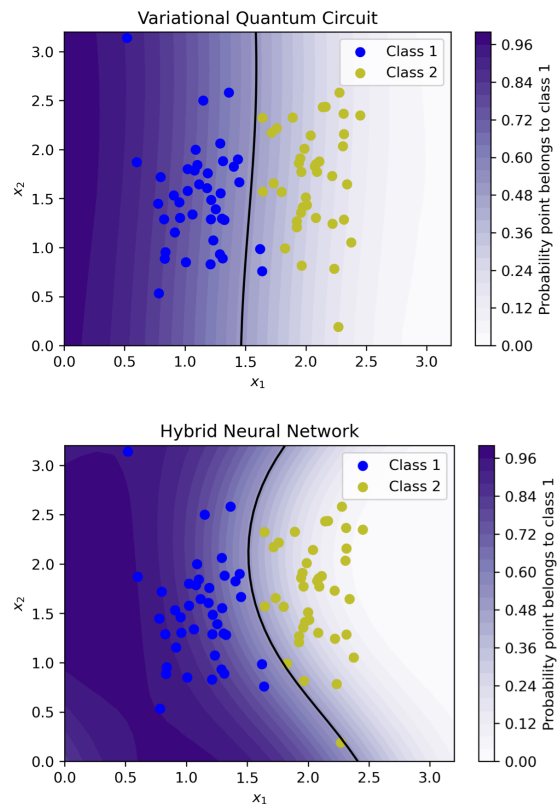 Variational Quantum Circuit
3.0
2.5
2.0
1.5
1.0
0.5
0.0
x₂
0.0 0.5 1.0 1.5 2.0 2.5 3.0
x₁
Class 1
Class 2
0.96
0.84
0.72
0.60
0.48
0.36
0.24
0.12
0.00
Probability point belongs to class 1
Hybrid Neural Network
3.0
2.5
2.0
1.5
1.0
0.5
0.0
x₂
0.0 0.5 1.0 1.5 2.0 2.5 3.0
x₁
Class 1
Class 2
0.96
0.84
0.72
0.60
0.48
0.36
0.24
0.12
0.00
Probability point belongs to class 1